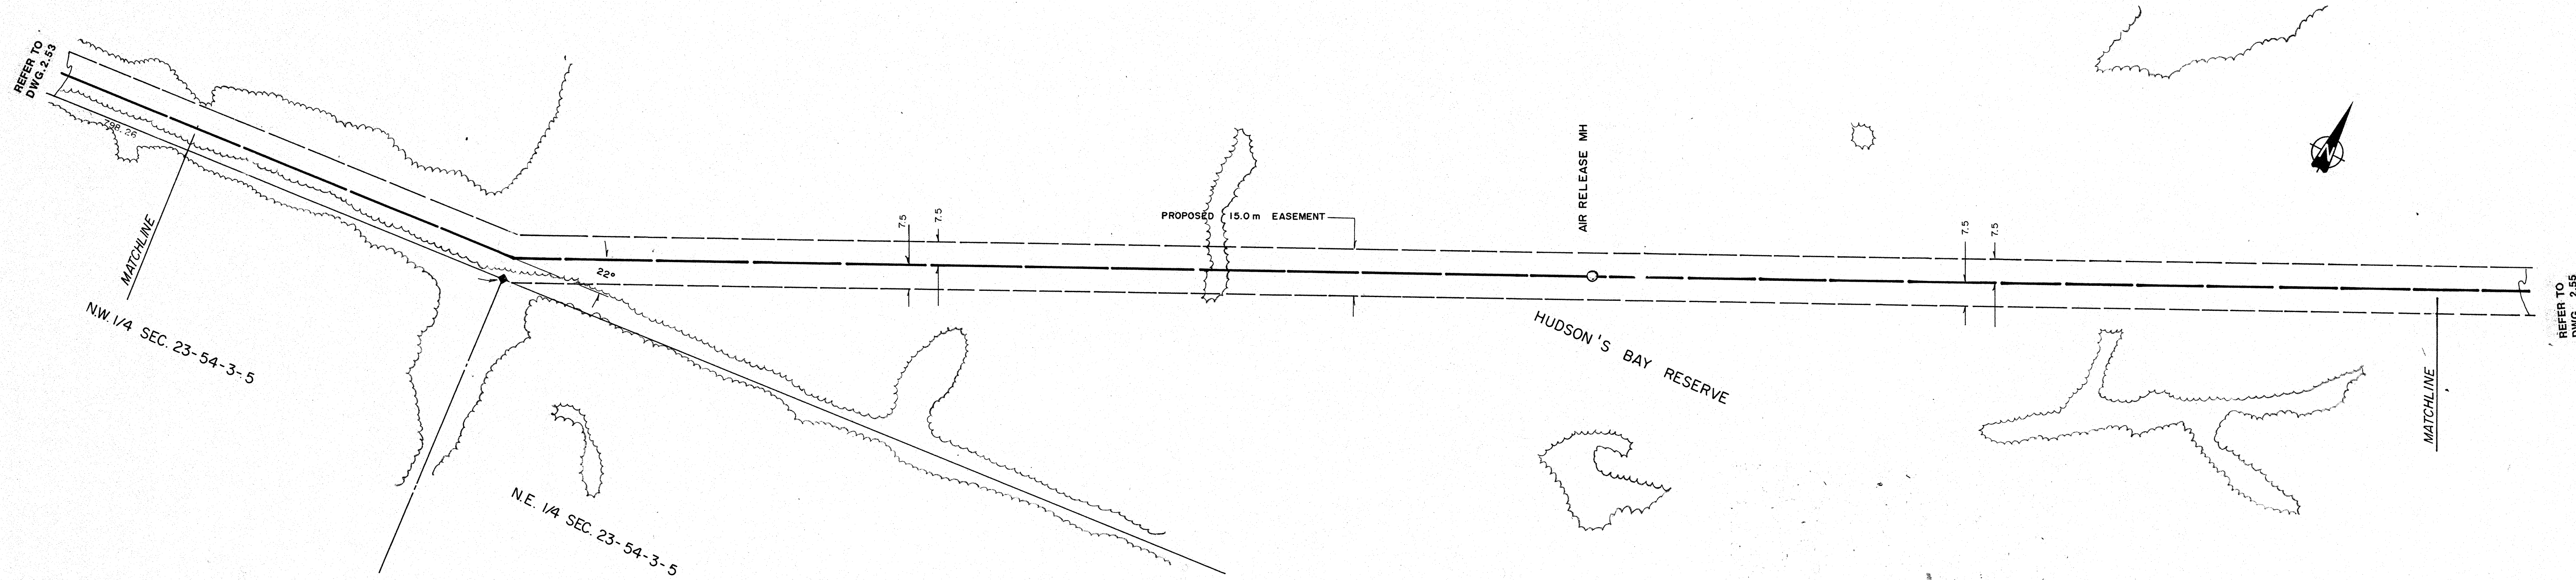 REFER TO
DWG. 2.53
798.26
MATCHLINE
N.W. 1/4 SEC. 23-54-3-5
22°
7.5
7.5
PROPOSED 15.0 m EASEMENT
AIR RELEASE MH
N.E. 1/4 SEC. 23-54-3-5
HUDSON'S BAY RESERVE
7.5
7.5
N
MATCHLINE
REFER TO
DWG. 2.55